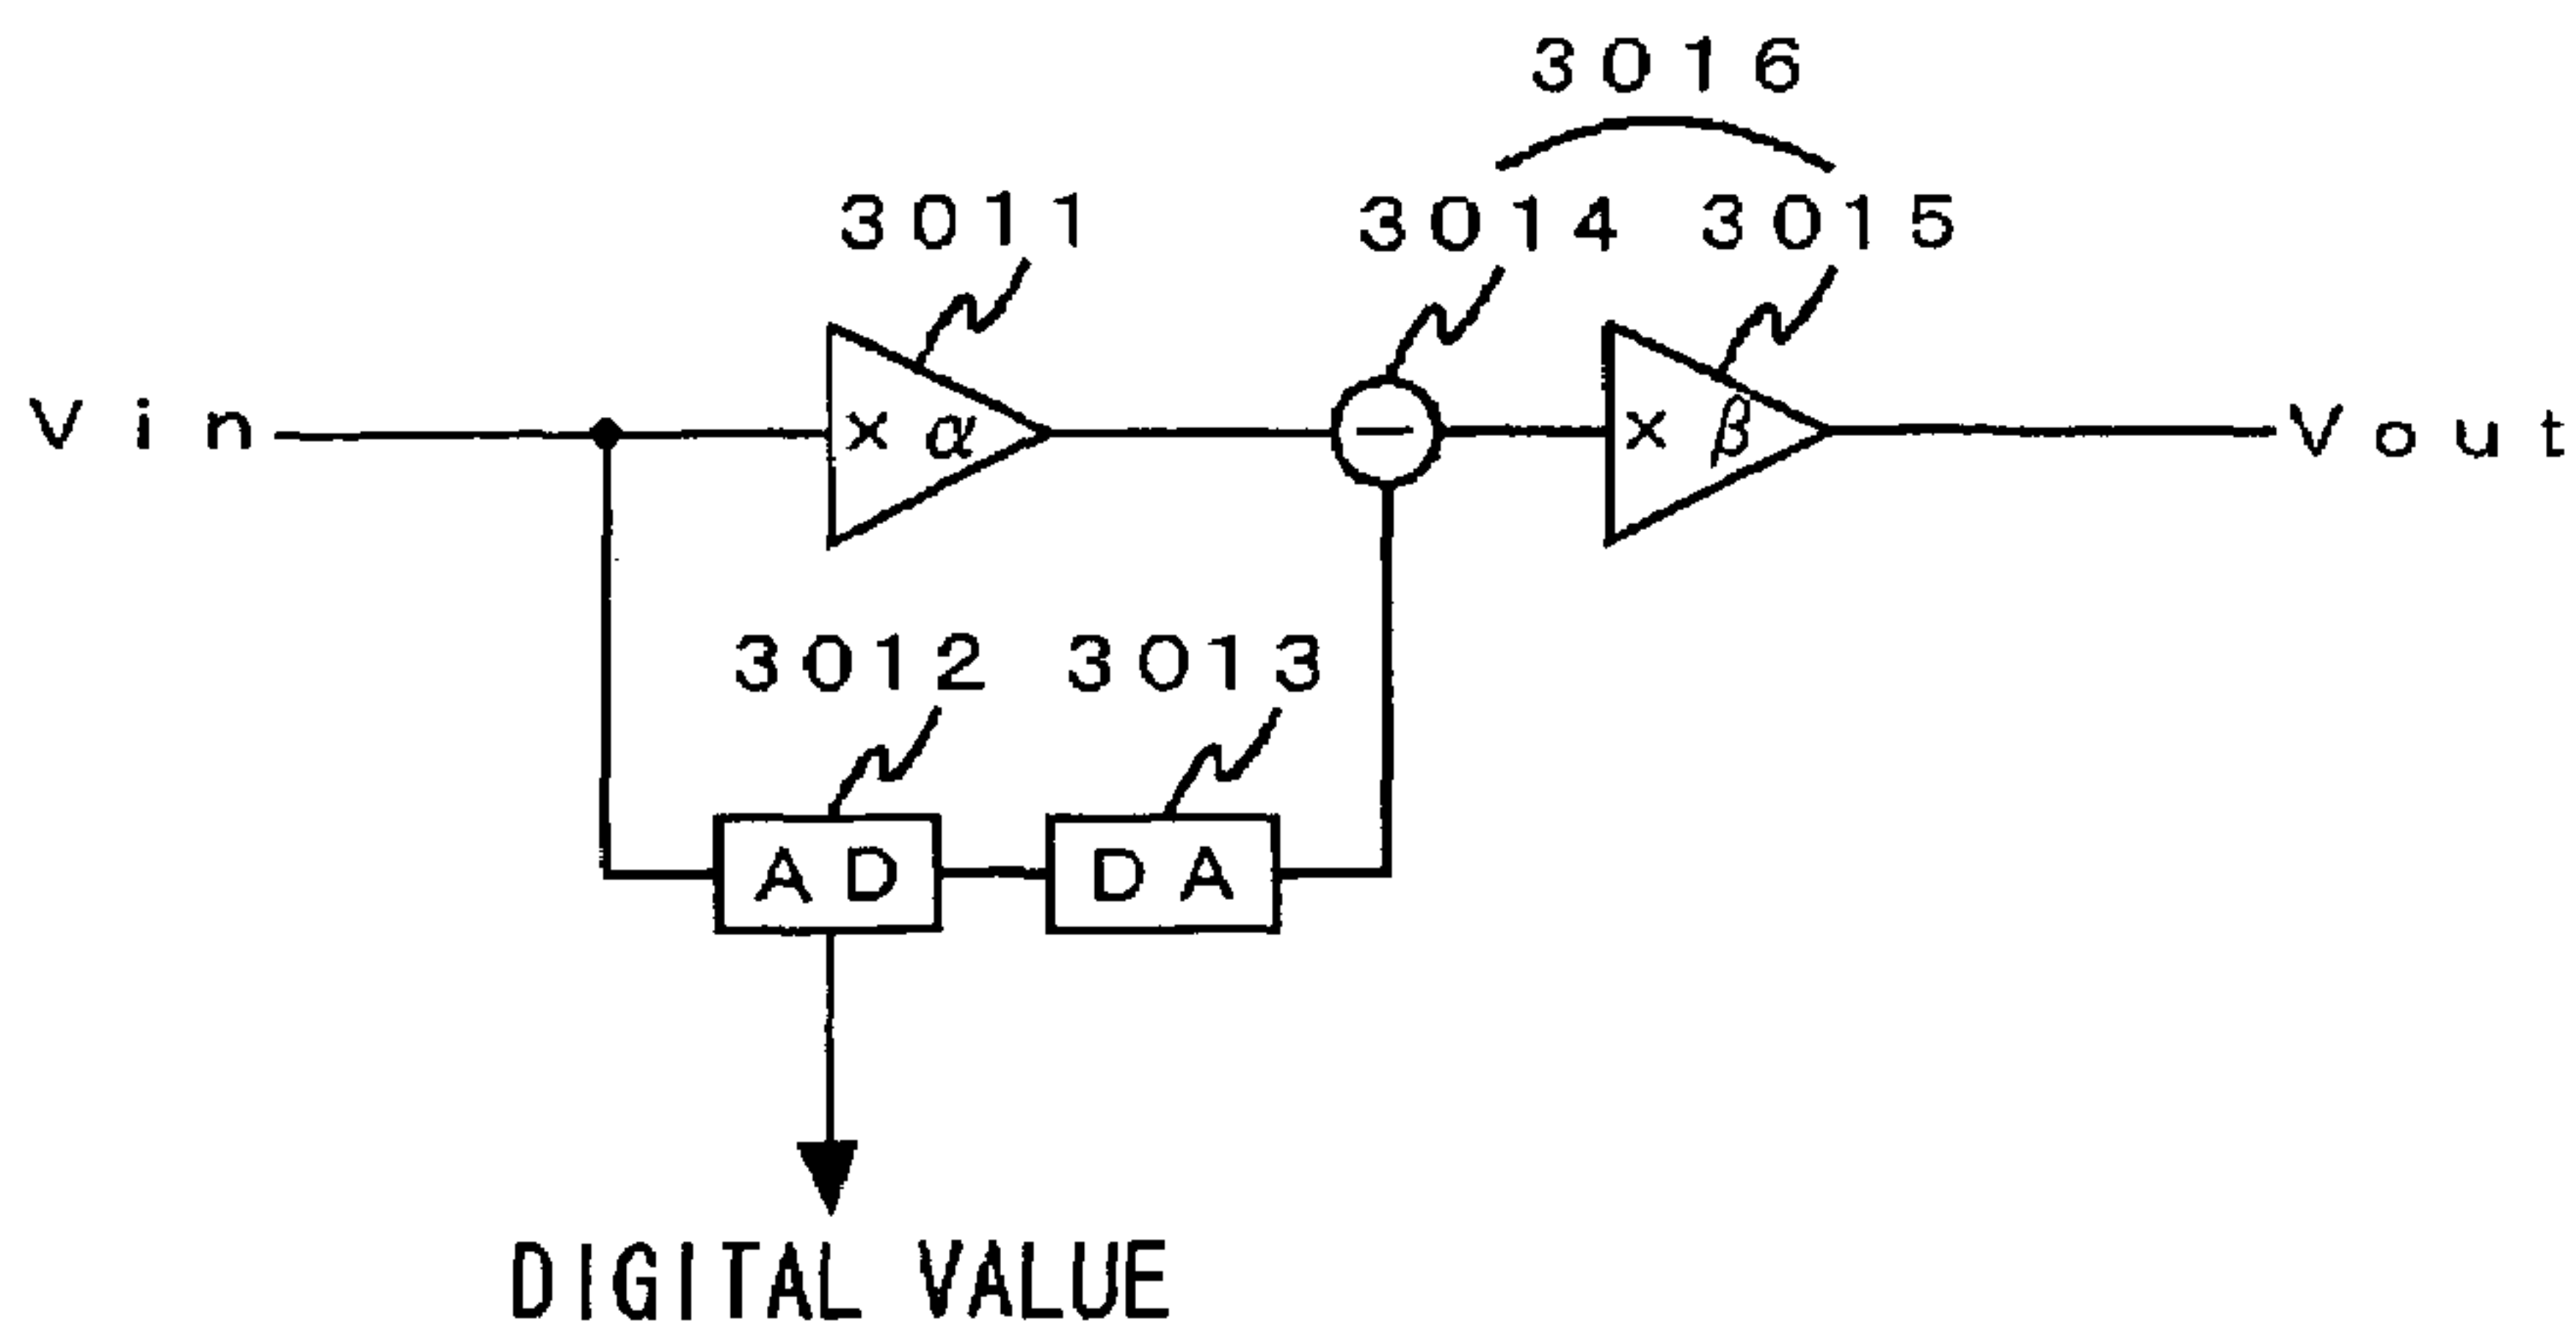 3016
3011 3014 3015
Vin × α − × β Vout
3012 3013
AD DA
DIGITAL VALUE